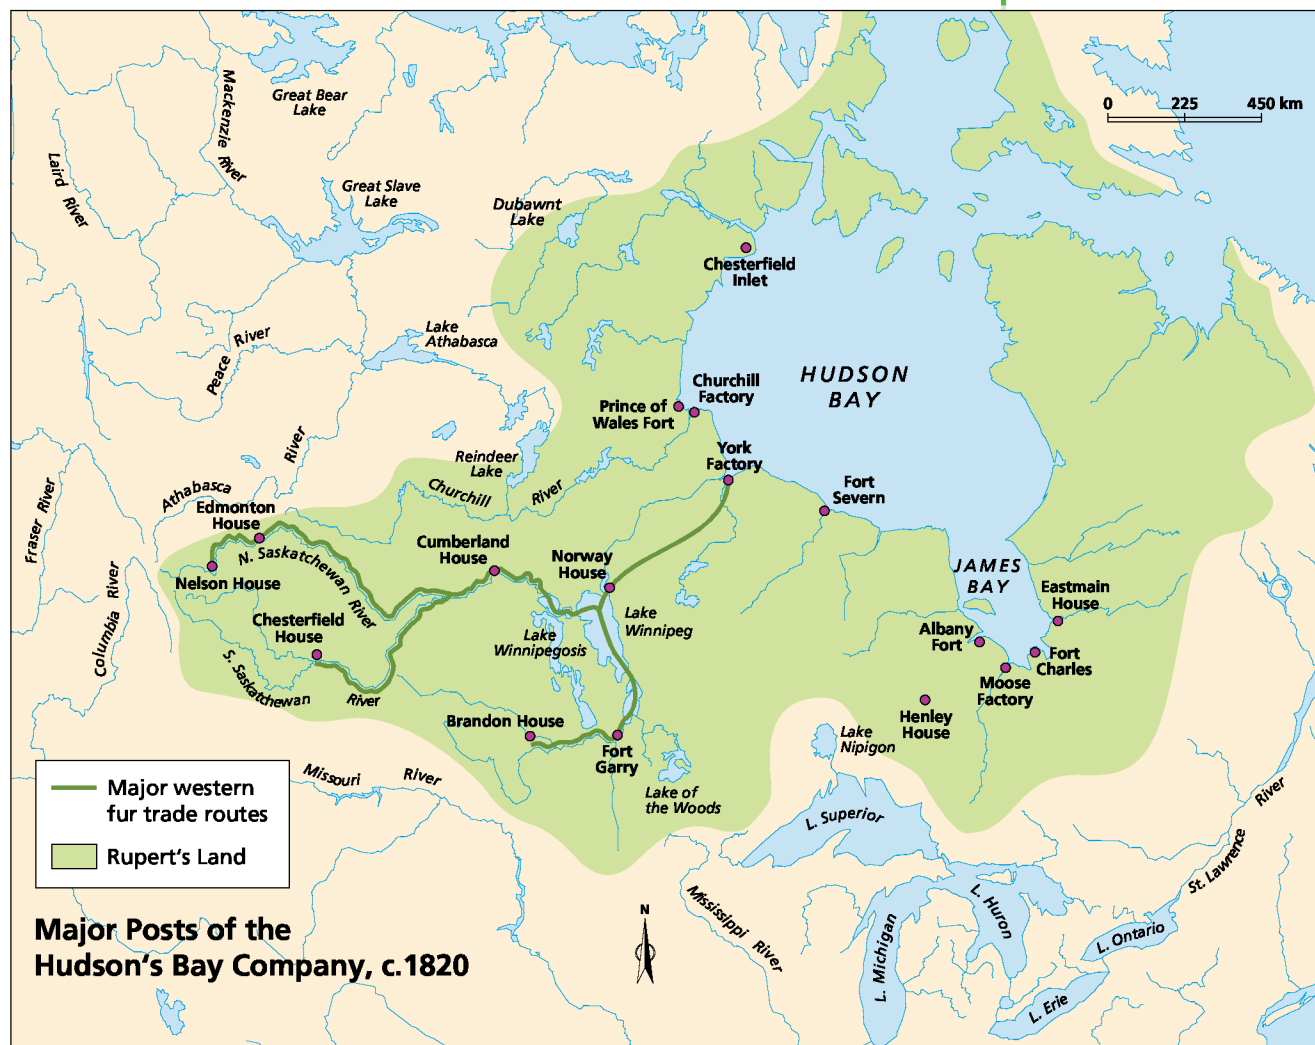 Great Bear
Lake
Mackenzie
River
Laird River
Great Slave
Lake
Dubawnt
Lake
0 225 450 km
Chesterfield
Inlet
Lake
Athabasca
Peace River
HUDSON
BAY
Churchill
Factory
Prince of
Wales Fort
York
Factory
Reindeer
Lake
Churchill River
Athabasca River
Fort
Severn
Edmonton
House
Fraser River
Columbia River
N. Saskatchewan River
Nelson House
Cumberland
House
Norway
House
JAMES
BAY
Eastmain
House
Chesterfield
House
Lake
Winnipegosis
Lake
Winnipeg
Albany
Fort
Fort
Charles
Moose
Factory
S. Saskatchewan River
Henley
House
Brandon House
Fort
Garry
Lake
Nipigon
Lake of
the Woods
Missouri River
L. Superior
Mississippi River
L. Michigan
L. Huron
L. Ontario
L. Erie
St. Lawrence River
Major western
fur trade routes
Rupert's Land
N
Major Posts of the
Hudson's Bay Company, c.1820